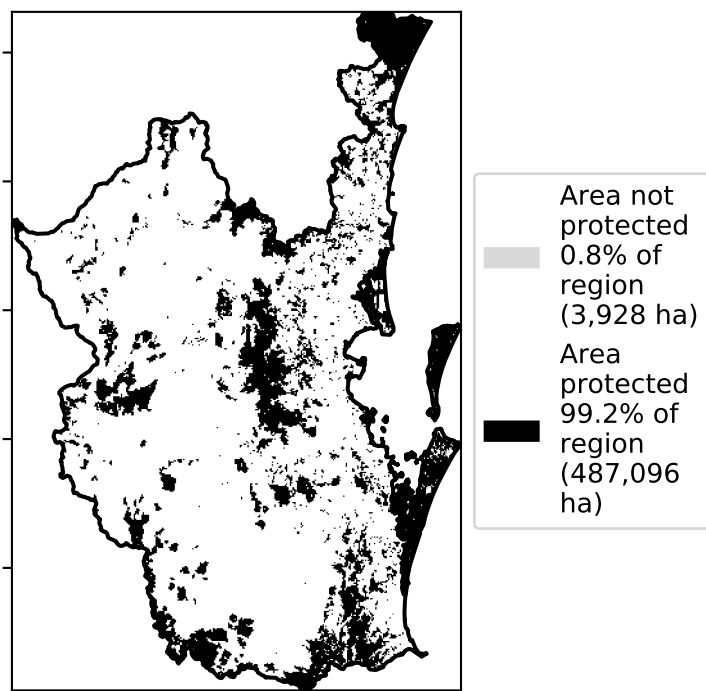 Area not
protected
0.8% of
region
(3,928 ha)
Area
protected
99.2% of
region
(487,096
ha)